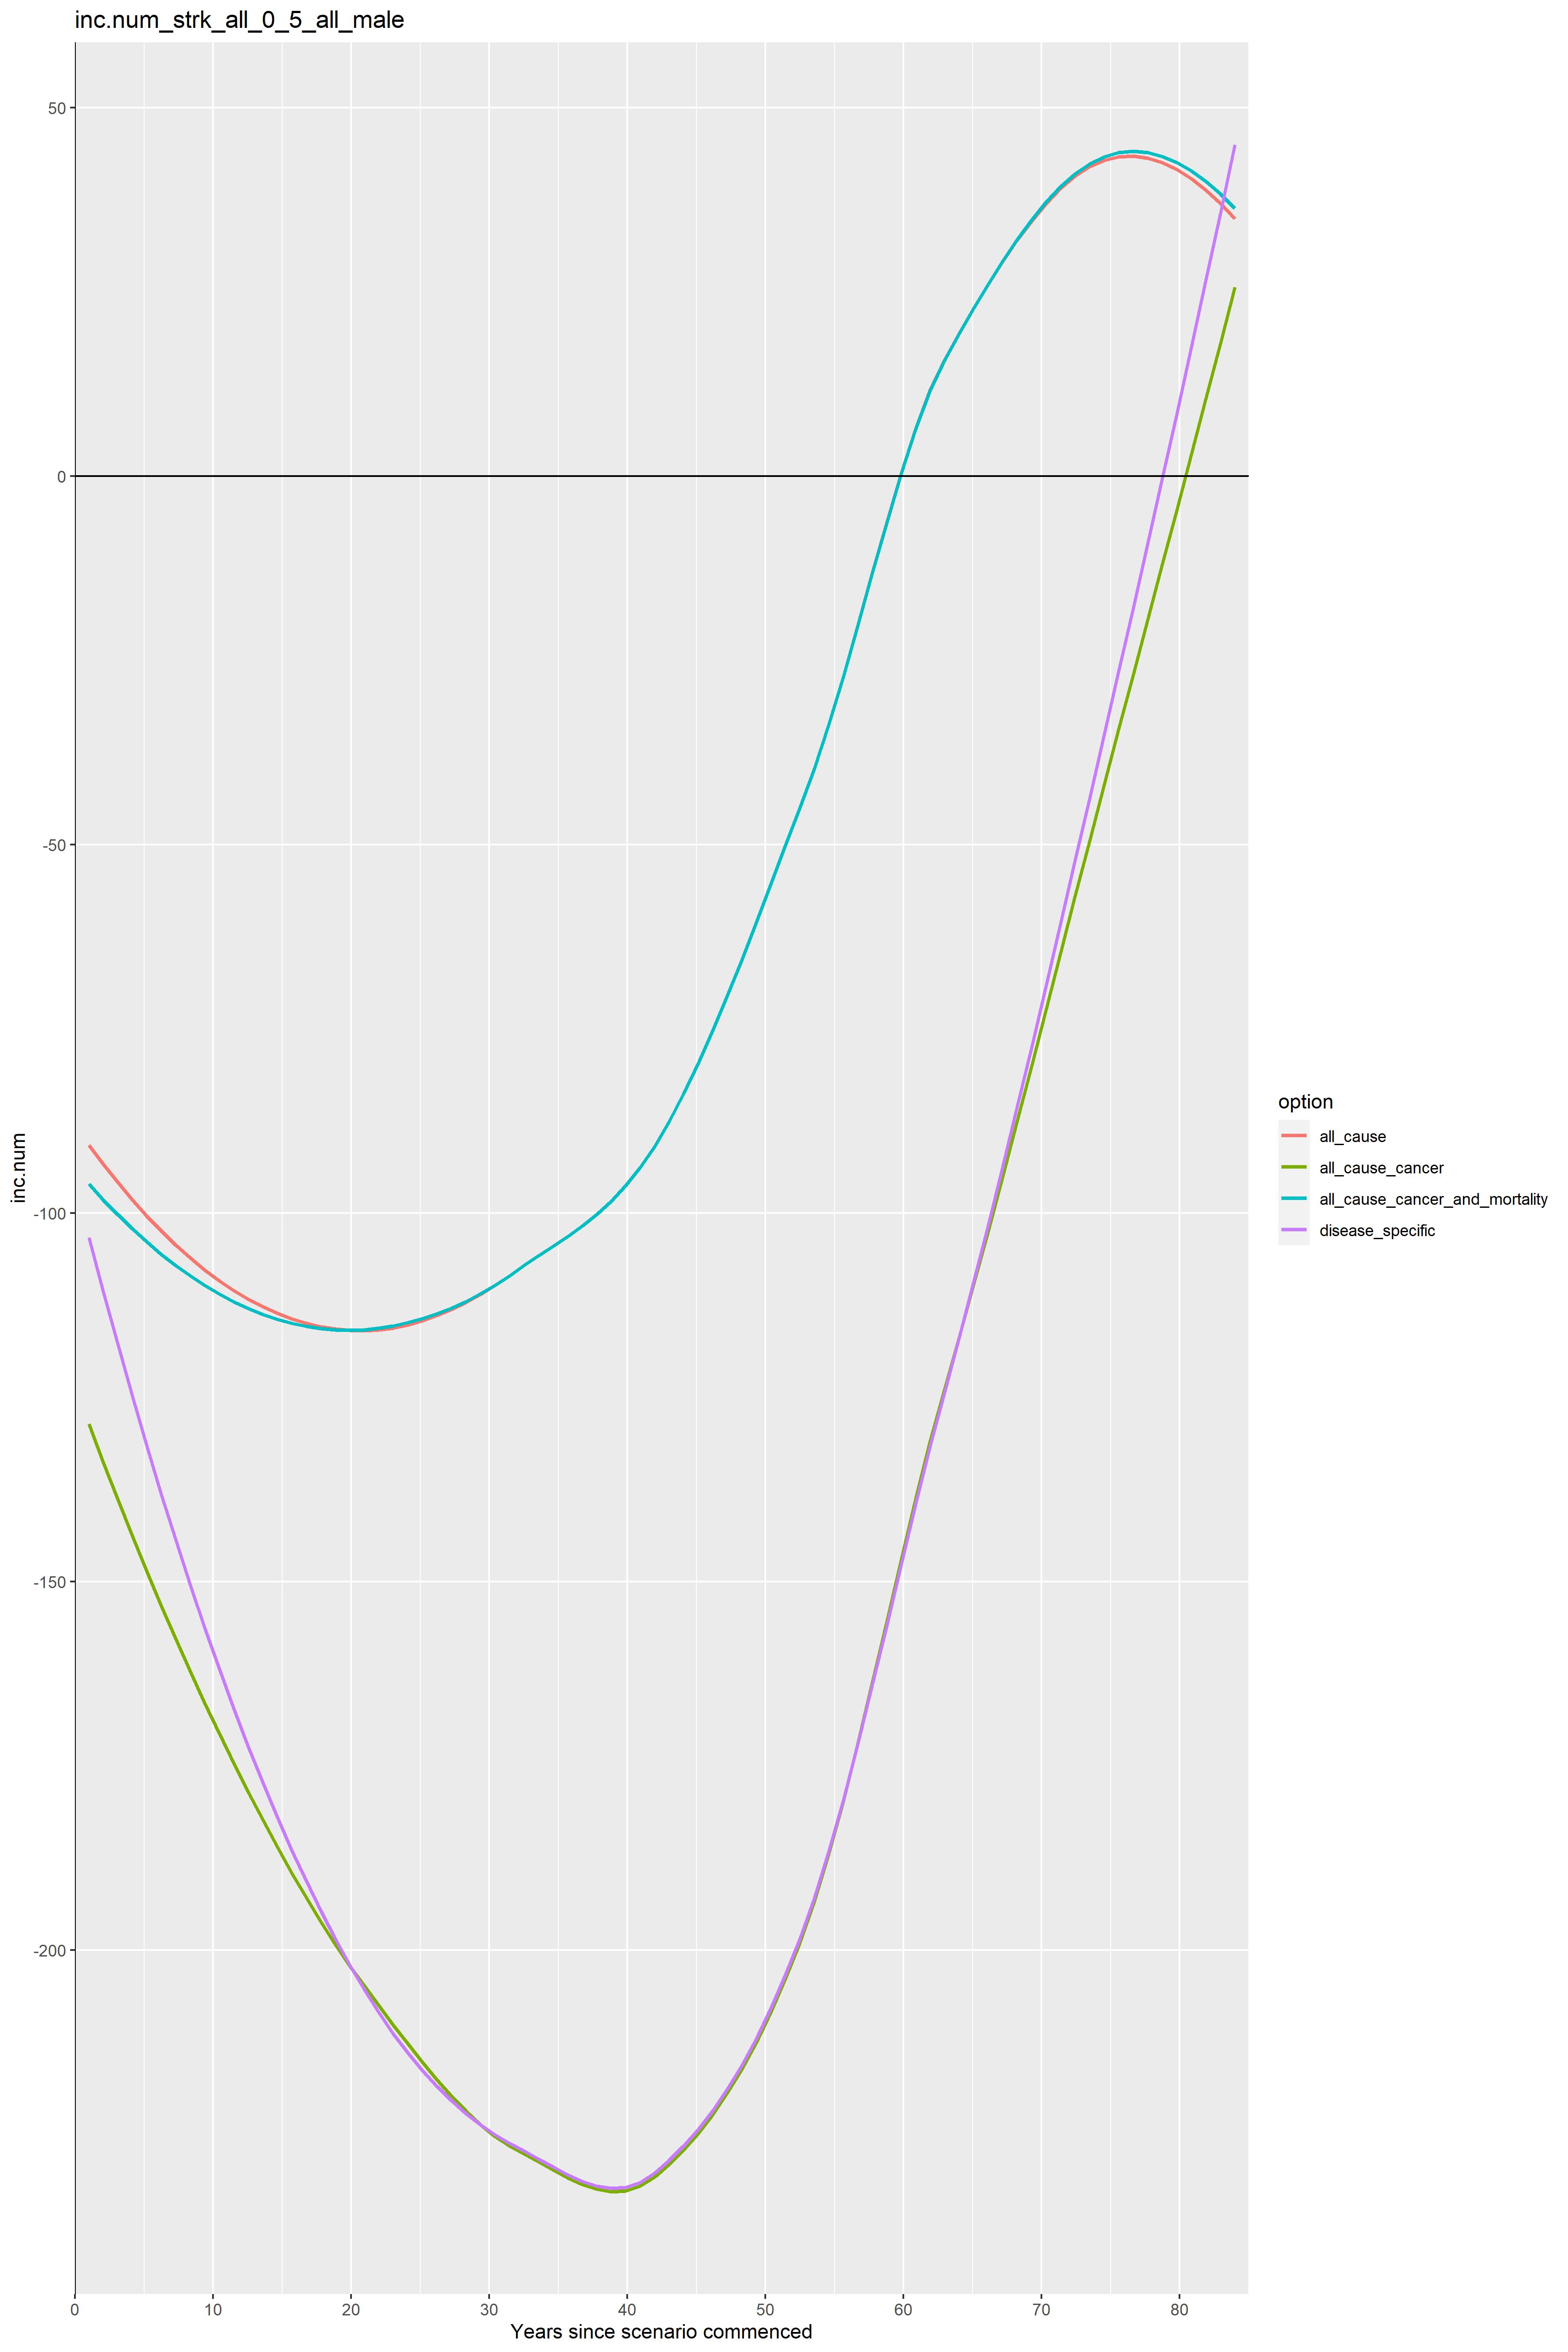 inc.num_strk_all_0_5_all_male
50
0
-50
-100
-150
-200
inc.num
0 10 20 30 40 50 60 70 80
Years since scenario commenced
option
all_cause
all_cause_cancer
all_cause_cancer_and_mortality
disease_specific